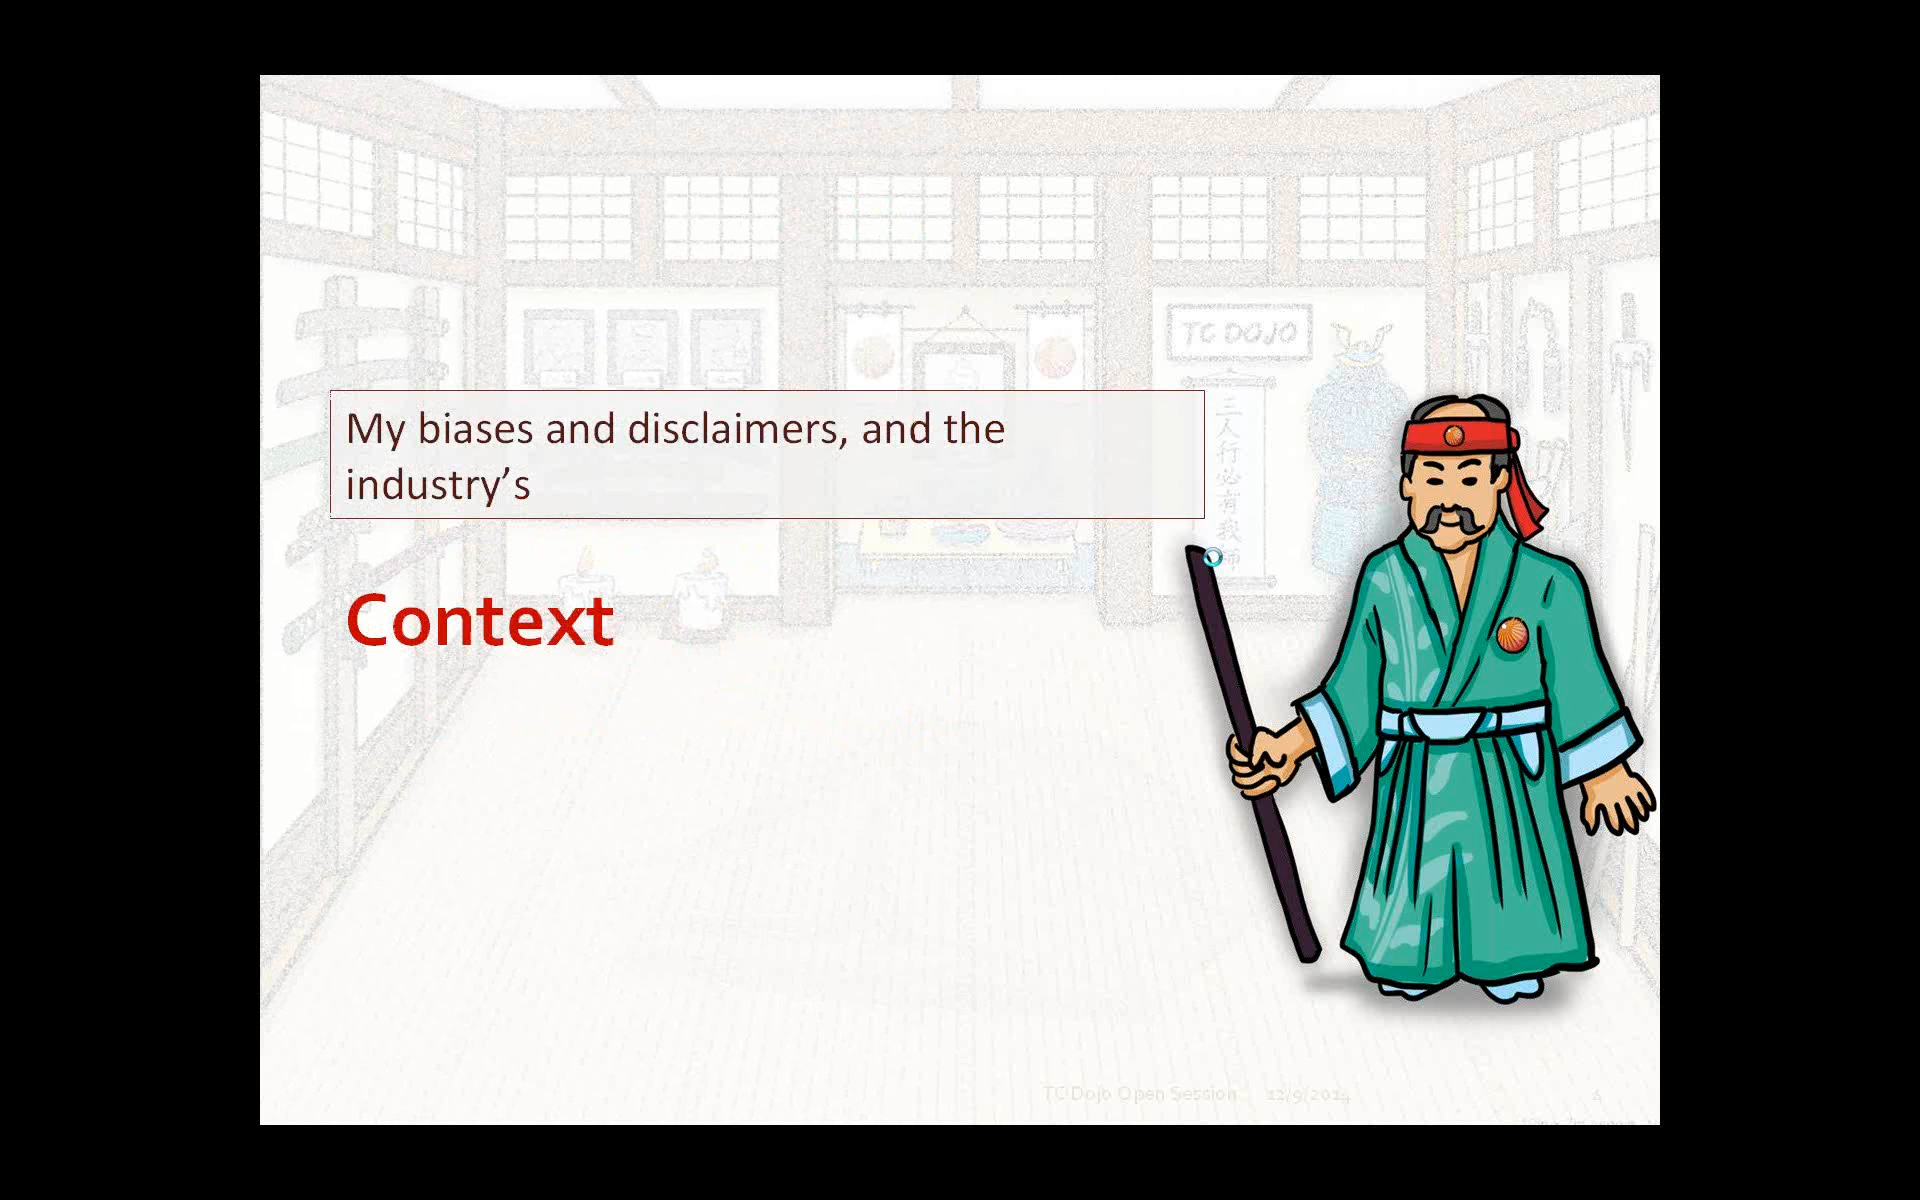 TC DOJO
三人行必有我師
My biases and disclaimers, and the
industry’s
Context
TC Dojo Open Session 12/9/2014 4